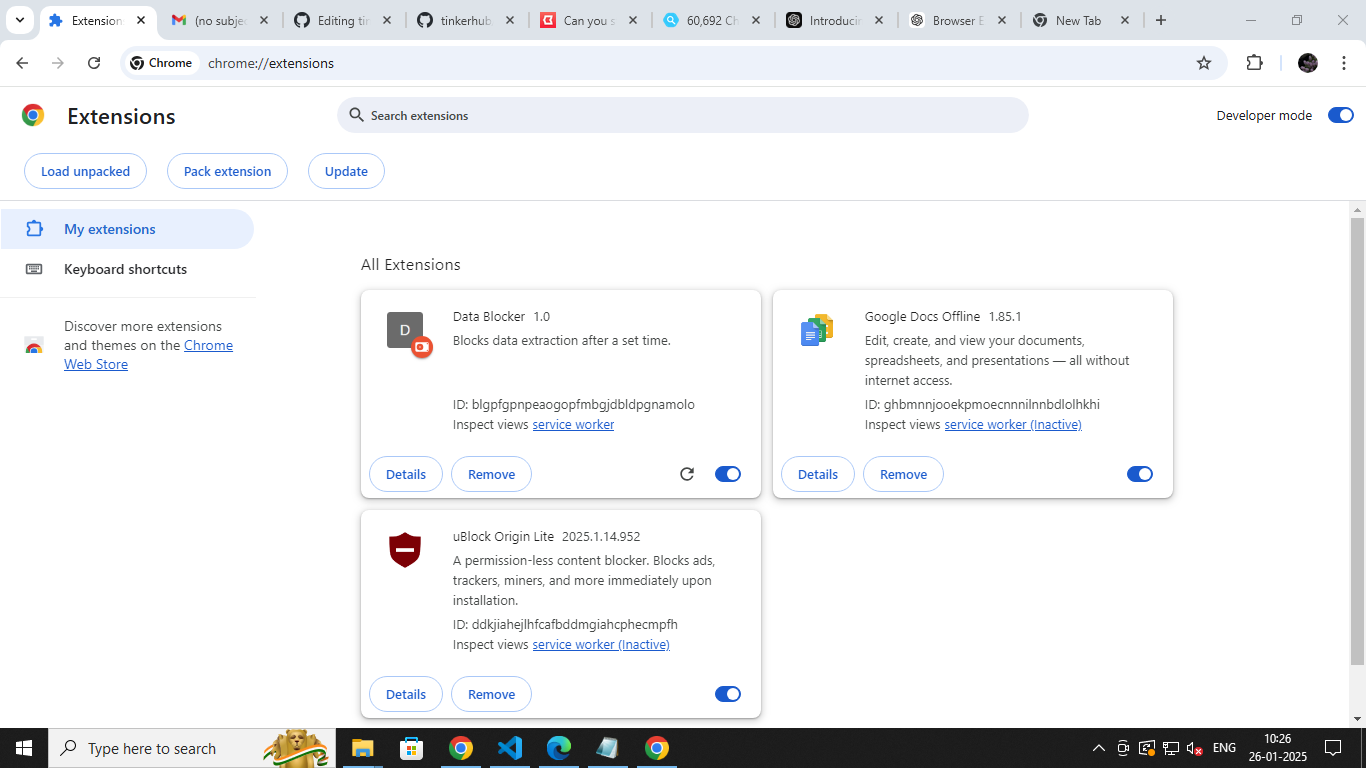 Extension
(no subje
Editing tin
tinkerhub
Can you s
60,692 Ch
Introducin
Browser E
New Tab
Chrome
chrome://extensions
Extensions
Search extensions
Developer mode
Load unpacked
Pack extension
Update
My extensions
Keyboard shortcuts
Discover more extensions
and themes on the Chrome
Web Store
All Extensions
D
Data Blocker 1.0
Blocks data extraction after a set time.
ID: blgpfgpnpeaogopfmbgjdbldpgnamolo
Inspect views service worker
Details
Remove
Google Docs Offline 1.85.1
Edit, create, and view your documents,
spreadsheets, and presentations — all without
internet access.
ID: ghbmnnjooekpmoecnnnilnnbdlolhkhi
Inspect views service worker (Inactive)
Details
Remove
uBlock Origin Lite 2025.1.14.952
A permission-less content blocker. Blocks ads,
trackers, miners, and more immediately upon
installation.
ID: ddkjiahejlhfcafbddmgiahcphecmpfh
Inspect views service worker (Inactive)
Details
Remove
Type here to search
ENG
10:26
26-01-2025